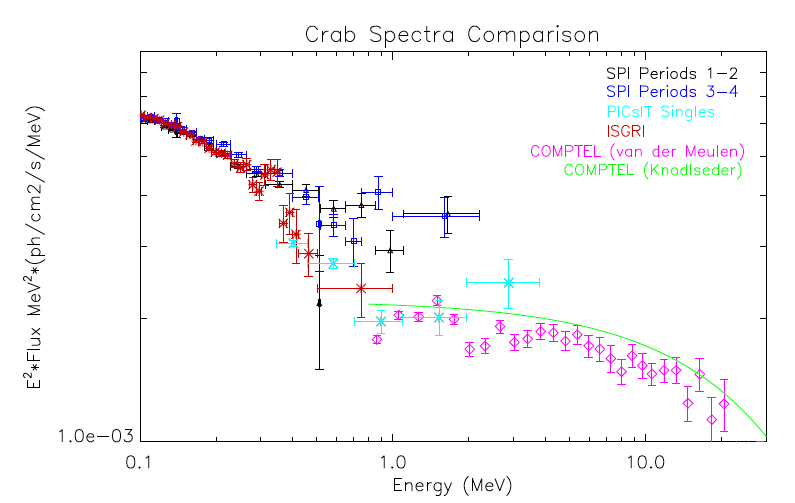 Crab Spectra Comparison
SPI Periods 1-2
SPI Periods 3-4
PICsIT Singles
ISGRI
COMPTEL (van der Meulen)
COMPTEL (Knodlseder)
E²*Flux MeV²*(ph/cm2/s/MeV)
1.0e-03
0.1
1.0
10.0
Energy (MeV)